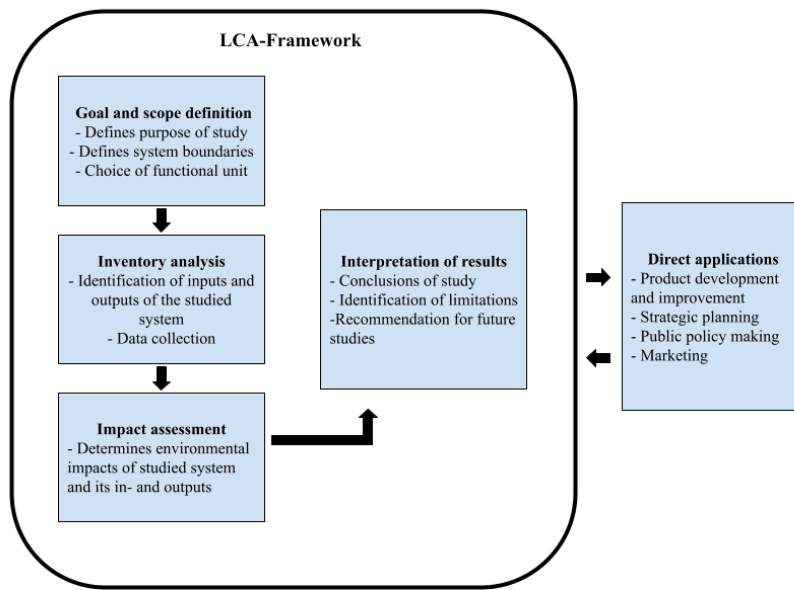 LCA-Framework
Goal and scope definition
- Defines purpose of study
- Defines system boundaries
- Choice of functional unit
Inventory analysis
- Identification of inputs and
outputs of the studied
system
- Data collection
Impact assessment
- Determines environmental
impacts of studied system
and its in- and outputs
Interpretation of results
- Conclusions of study
- Identification of limitations
-Recommendation for future
studies
Direct applications
- Product development
and improvement
- Strategic planning
- Public policy making
- Marketing